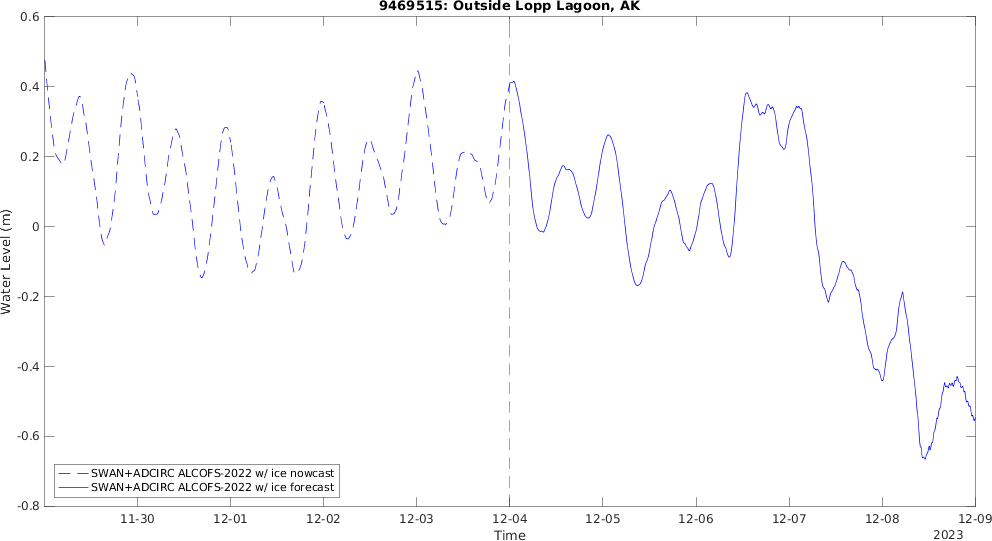 9469515: Outside Lopp Lagoon, AK
0.6
0.4
0.2
0
-0.2
-0.4
-0.6
-0.8
Water Level (m)
SWAN+ADCIRC ALCOFS-2022 w/ ice nowcast
SWAN+ADCIRC ALCOFS-2022 w/ ice forecast
11-30 12-01 12-02 12-03 12-04 12-05 12-06 12-07 12-08 12-09
Time
2023